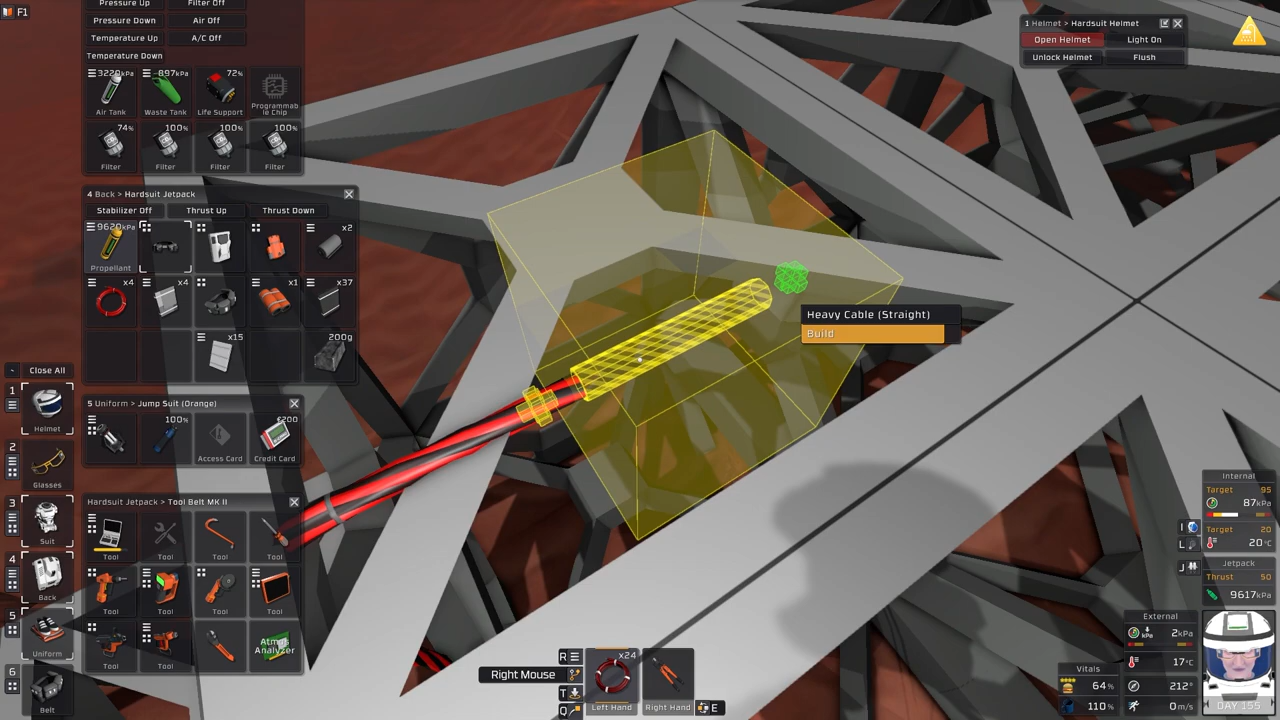 F1
Pressure Up
Filter Off
Pressure Down
Air Off
Temperature Up
A/C Off
Temperature Down
3220kPa
897kPa
72%
Air Tank
Waste Tank
Life Support
Programmab
le Chip
74%
100%
100%
100%
Filter
Filter
Filter
Filter
4 Back > Hardsuit Jetpack
Stabilizer Off
Thrust Up
Thrust Down
9620kPa
x2
Propellant
x4
x4
x1
x37
x15
200g
Close All
5 Uniform > Jump Suit (Orange)
100%
€200
Access Card
Credit Card
Hardsuit Jetpack > Tool Belt MK II
Tool
Tool
Tool
Tool
Tool
Tool
Tool
Tool
Tool
Tool
Tool
Atmos
Analyzer
1
Helmet
2
Glasses
3
Suit
4
Back
5
Uniform
6
Belt
1 Helmet > Hardsuit Helmet
Open Helmet
Light On
Unlock Helmet
Flush
Heavy Cable (Straight)
Build
Right Mouse
R
T
Q
x24
Left Hand
Right Hand
E
Internal
Target 95
87kPa
Target 20
20°C
I
L
J
Jetpack
Thrust 50
9617kPa
External
kPa
2kPa
17°C
212°
0m/s
Vitals
64%
110%
DAY 155